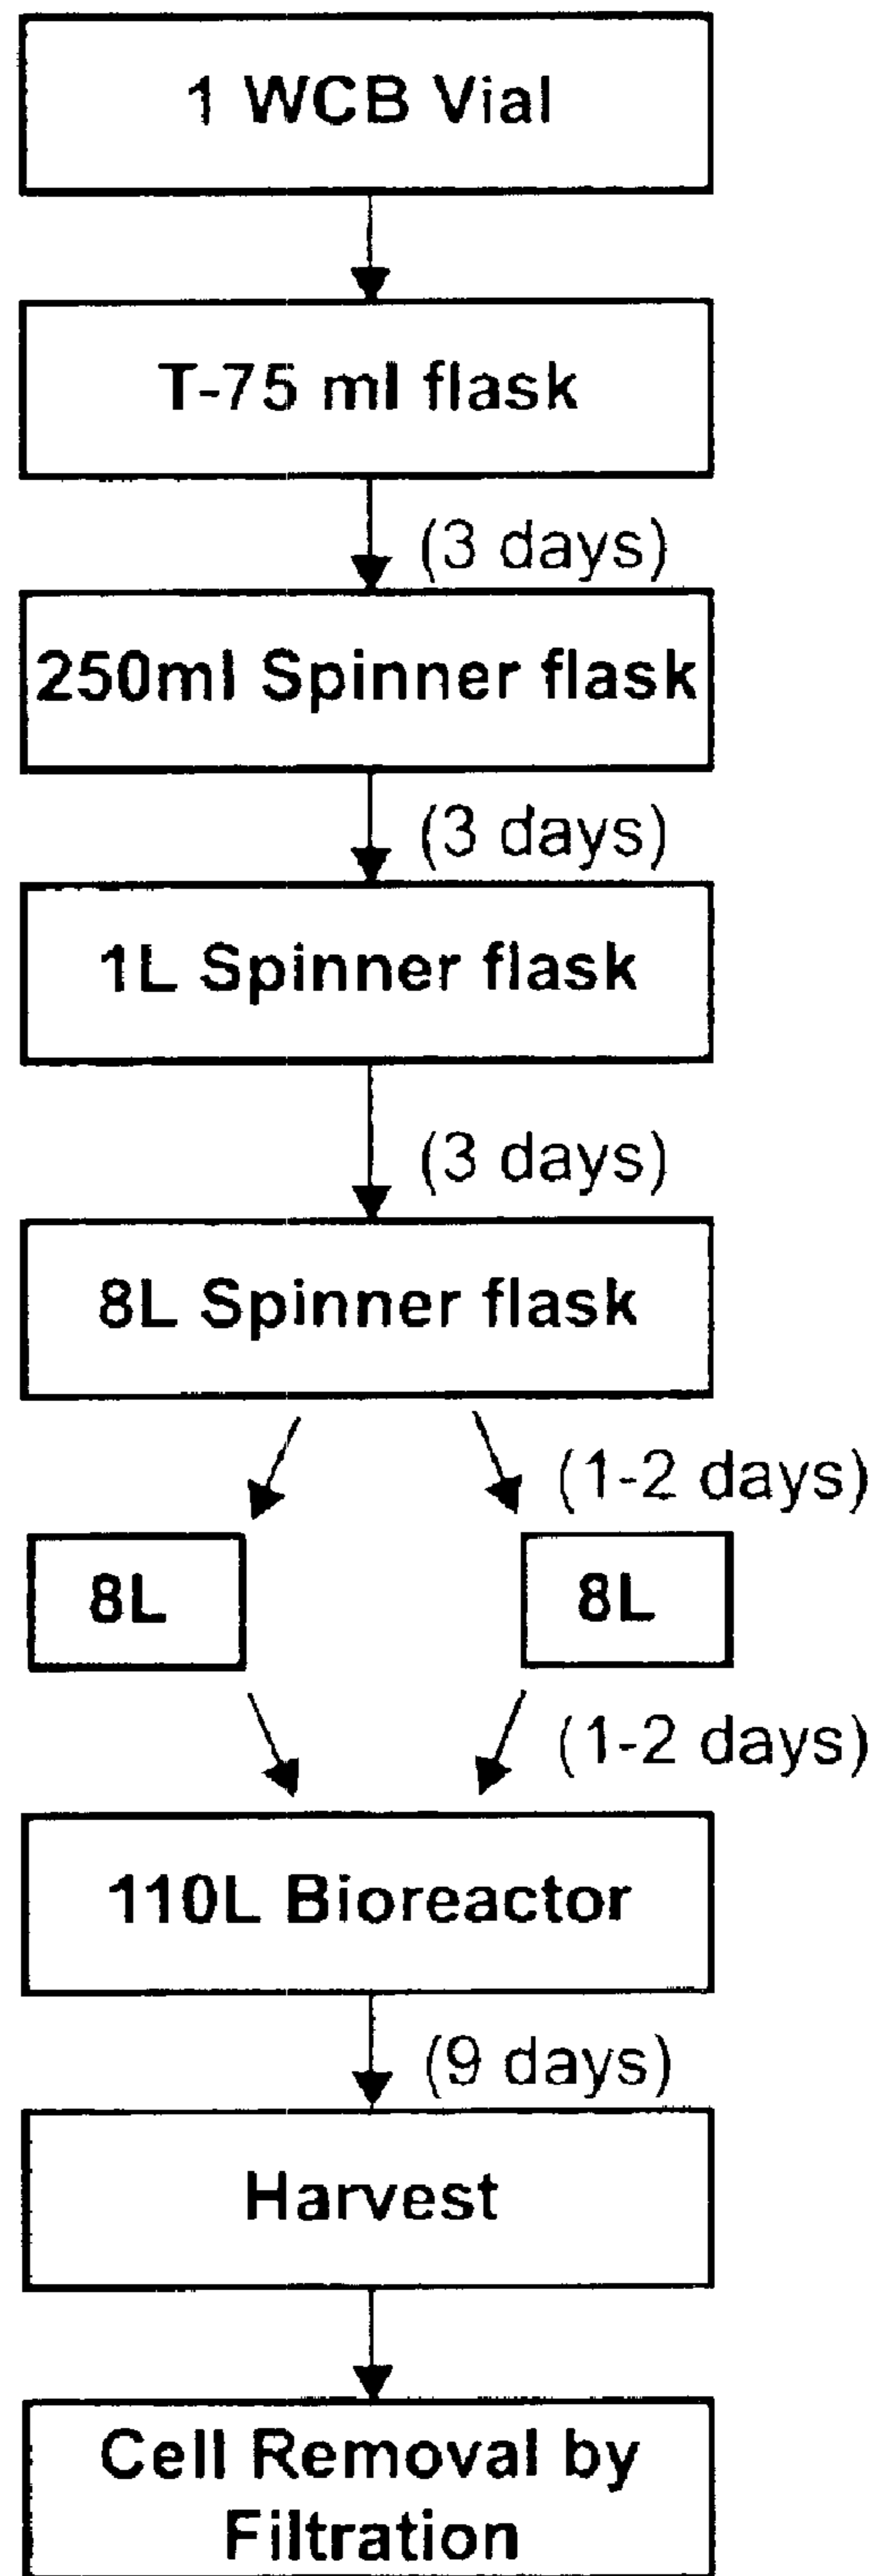 1 WCB Vial
T-75 ml flask
(3 days)
250ml Spinner flask
(3 days)
1L Spinner flask
(3 days)
8L Spinner flask
(1-2 days)
8L
8L
(1-2 days)
110L Bioreactor
(9 days)
Harvest
Cell Removal by
Filtration